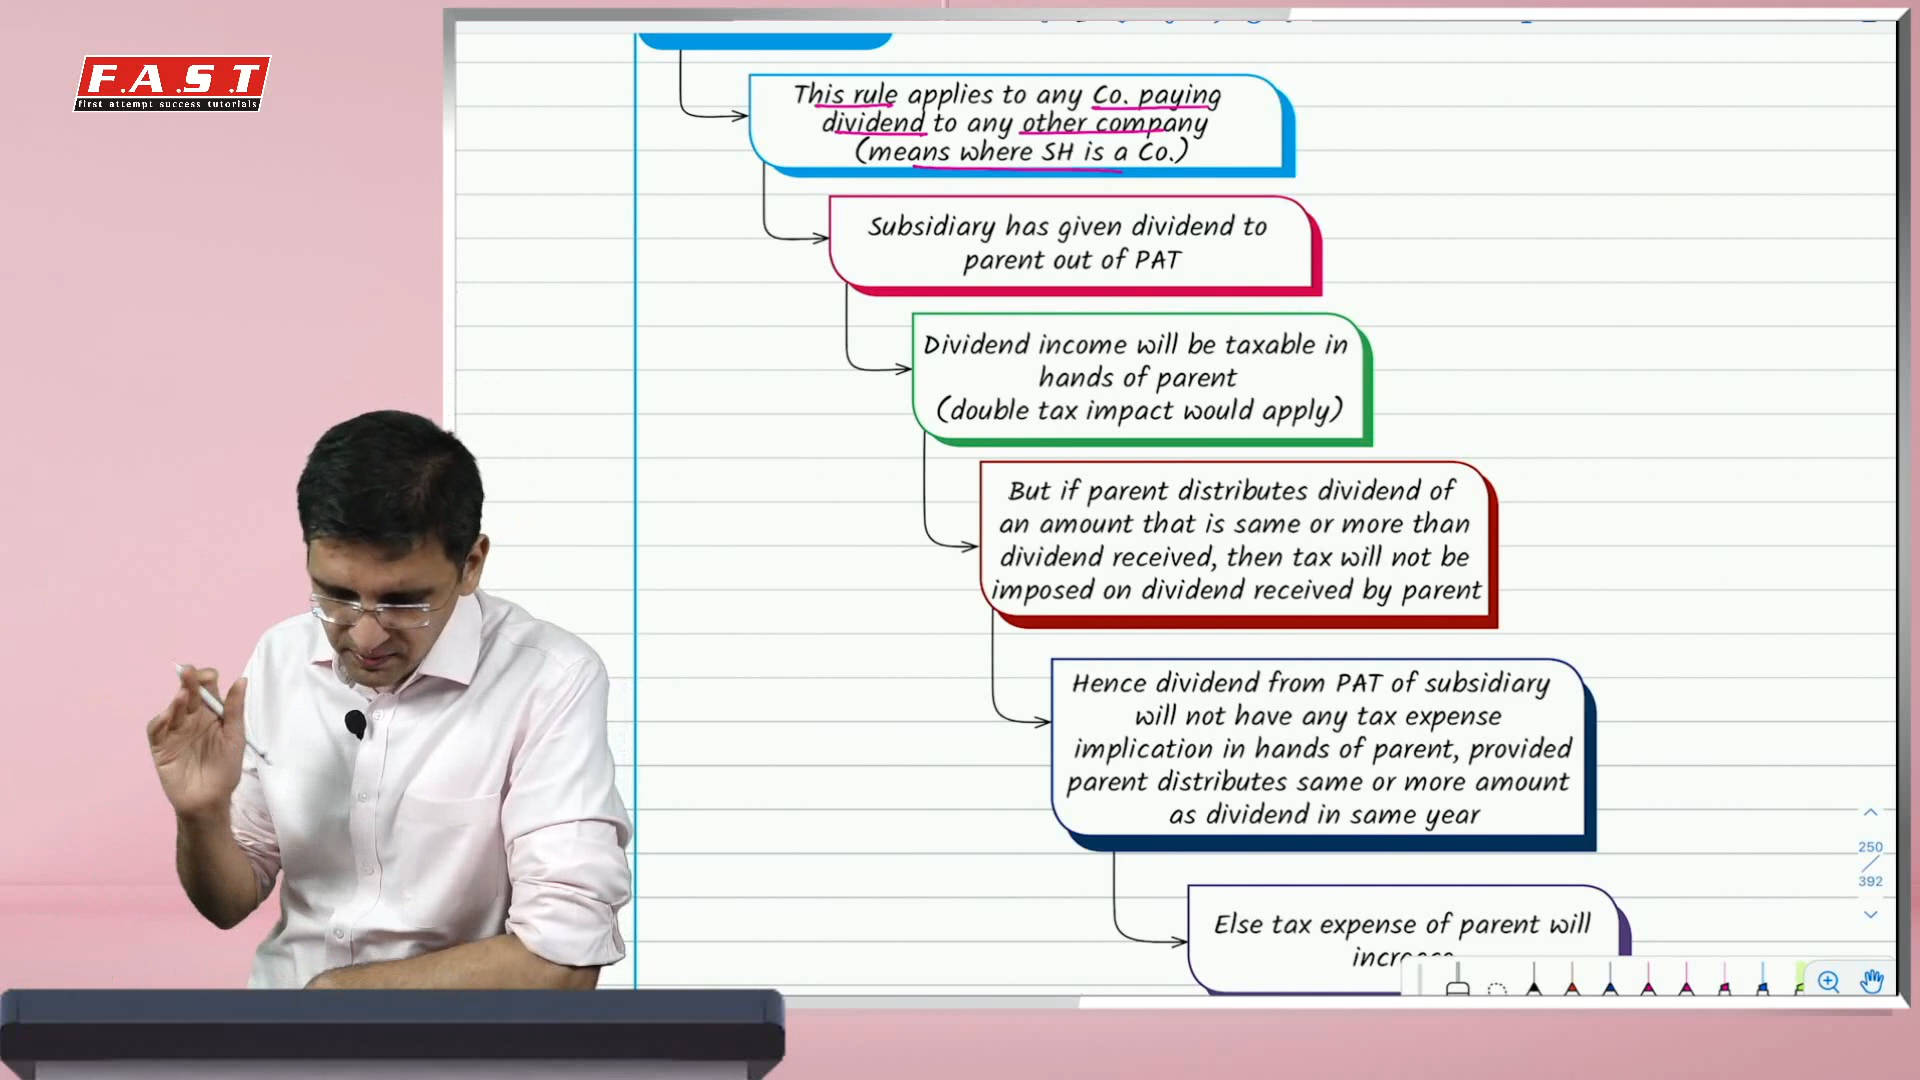 F.A.S.T
first attempt success tutorials
This rule applies to any Co. paying
dividend to any other company
(means where SH is a Co.)
Subsidiary has given dividend to
parent out of PAT
Dividend income will be taxable in
hands of parent
(double tax impact would apply)
But if parent distributes dividend of
an amount that is same or more than
dividend received, then tax will not be
imposed on dividend received by parent
Hence dividend from PAT of subsidiary
will not have any tax expense
implication in hands of parent, provided
parent distributes same or more amount
as dividend in same year
Else tax expense of parent will
250
392